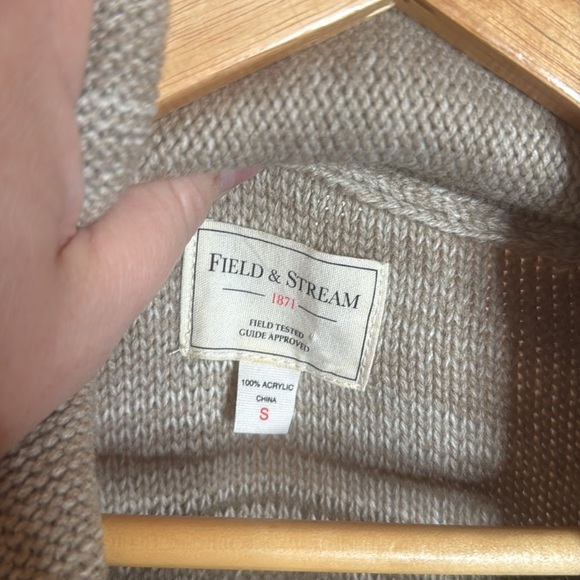 FIELD & STREAM
1871
FIELD TESTED
GUIDE APPROVED
100% ACRYLIC
CHINA
S